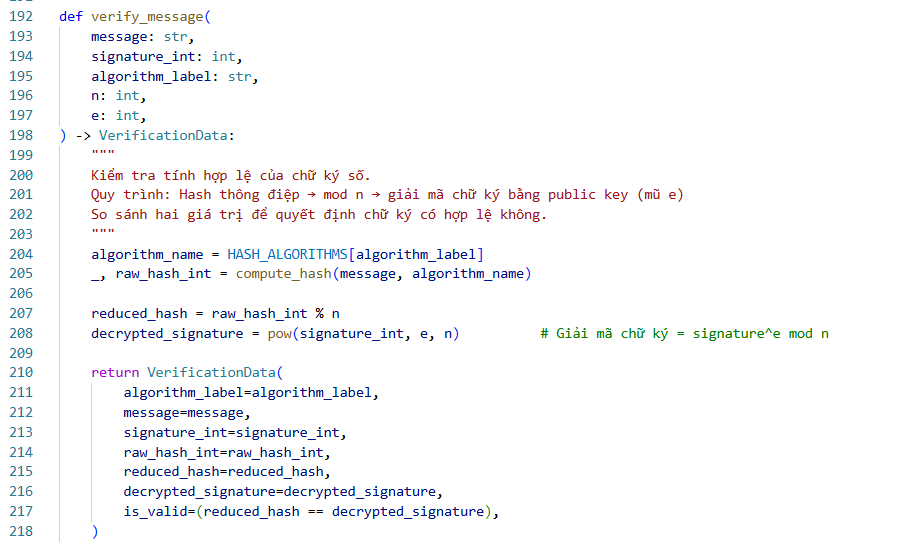 192 def verify_message(
193     message: str,
194     signature_int: int,
195     algorithm_label: str,
196     n: int,
197     e: int,
198 ) -> VerificationData:
199     """
200     Kiểm tra tính hợp lệ của chữ ký số.
201     Quy trình: Hash thông điệp → mod n → giải mã chữ ký bằng public key (mũ e)
202     So sánh hai giá trị để quyết định chữ ký có hợp lệ không.
203     """
204     algorithm_name = HASH_ALGORITHMS[algorithm_label]
205     _, raw_hash_int = compute_hash(message, algorithm_name)
206
207     reduced_hash = raw_hash_int % n
208     decrypted_signature = pow(signature_int, e, n)          # Giải mã chữ ký = signature^e mod n
209
210     return VerificationData(
211         algorithm_label=algorithm_label,
212         message=message,
213         signature_int=signature_int,
214         raw_hash_int=raw_hash_int,
215         reduced_hash=reduced_hash,
216         decrypted_signature=decrypted_signature,
217         is_valid=(reduced_hash == decrypted_signature),
218     )